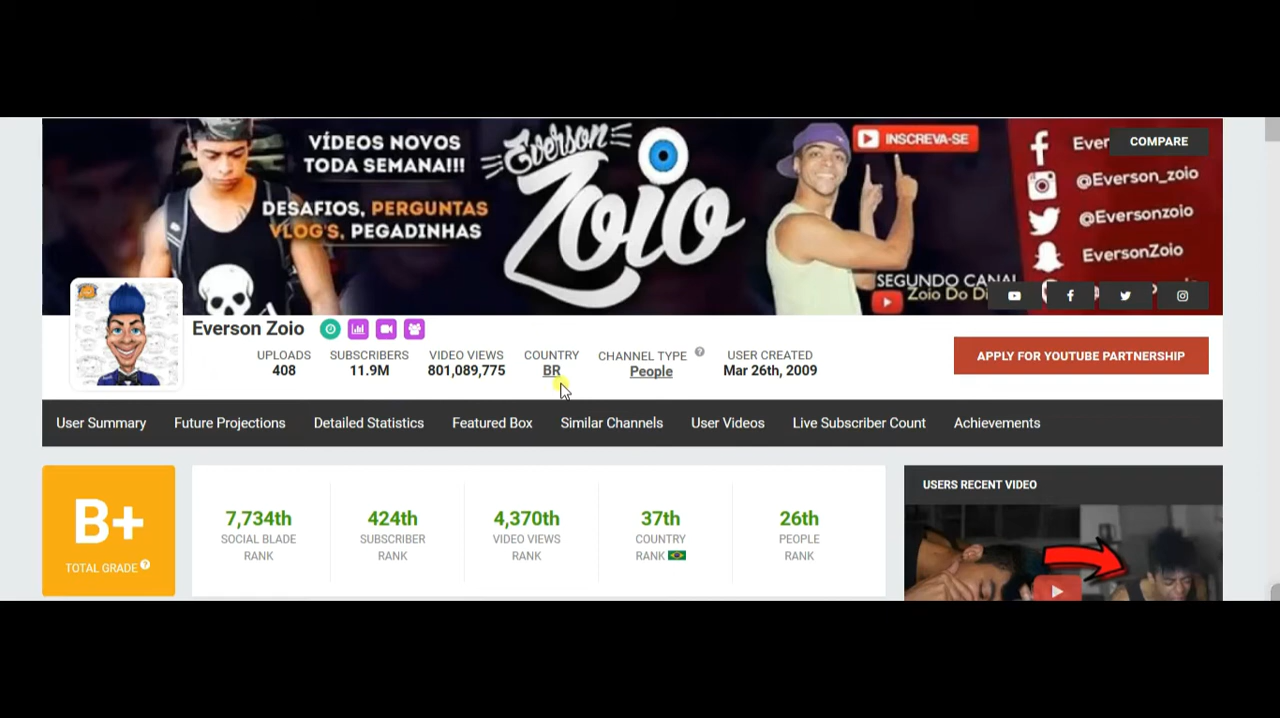 VÍDEOS NOVOS
TODA SEMANA!!!
DESAFIOS, PERGUNTAS
VLOG'S, PEGADINHAS
Everson
Zoio
INSCREVA-SE
Ever
COMPARE
@Everson_zoio
@Eversonzoio
EversonZoio
SEGUNDO CANAL
Zoio Do
Everson Zoio
UPLOADS
408
SUBSCRIBERS
11.9M
VIDEO VIEWS
801,089,775
COUNTRY
BR
CHANNEL TYPE ?
People
USER CREATED
Mar 26th, 2009
APPLY FOR YOUTUBE PARTNERSHIP
User Summary
Future Projections
Detailed Statistics
Featured Box
Similar Channels
User Videos
Live Subscriber Count
Achievements
B+
TOTAL GRADE ?
7,734th
SOCIAL BLADE
RANK
424th
SUBSCRIBER
RANK
4,370th
VIDEO VIEWS
RANK
37th
COUNTRY
RANK
26th
PEOPLE
RANK
USERS RECENT VIDEO